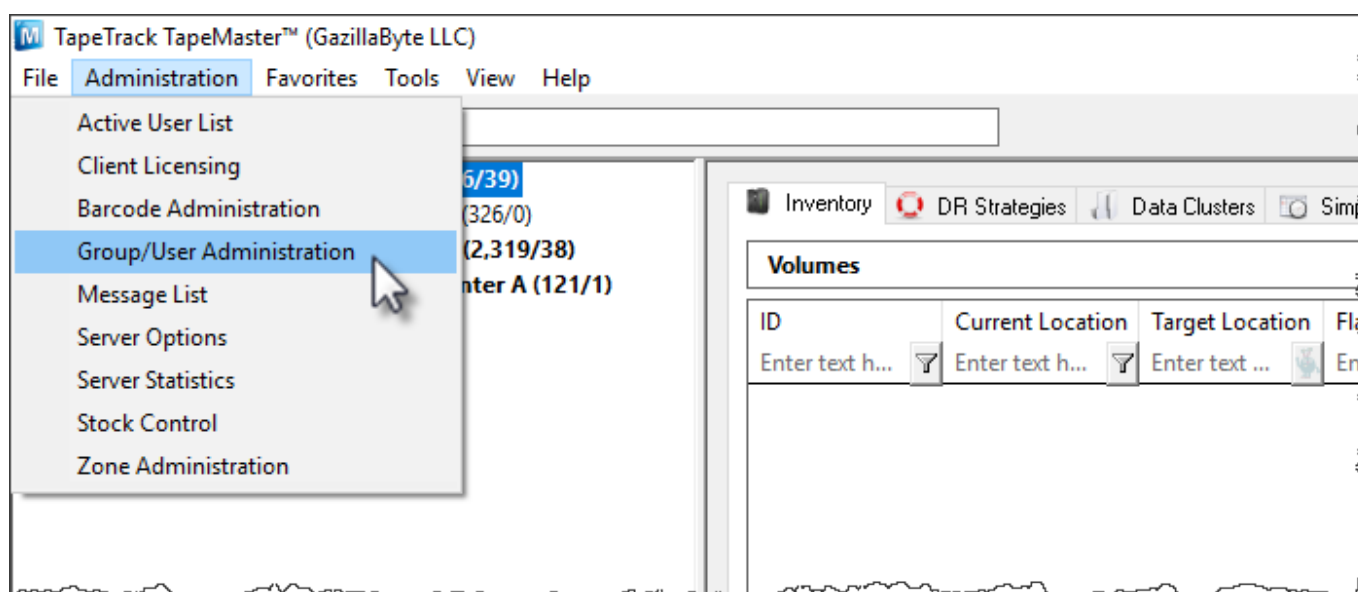 TapeTrack TapeMaster™ (GazillaByte LLC)
File Administration Favorites Tools View Help
Active User List
Client Licensing
Barcode Administration
Group/User Administration
Message List
Server Options
Server Statistics
Stock Control
Zone Administration
6/39)
(326/0)
(2,319/38)
nter A (121/1)
Inventory DR Strategies Data Clusters Simp
Volumes
ID Current Location Target Location Fla
Enter text h... Enter text h... Enter text ... En